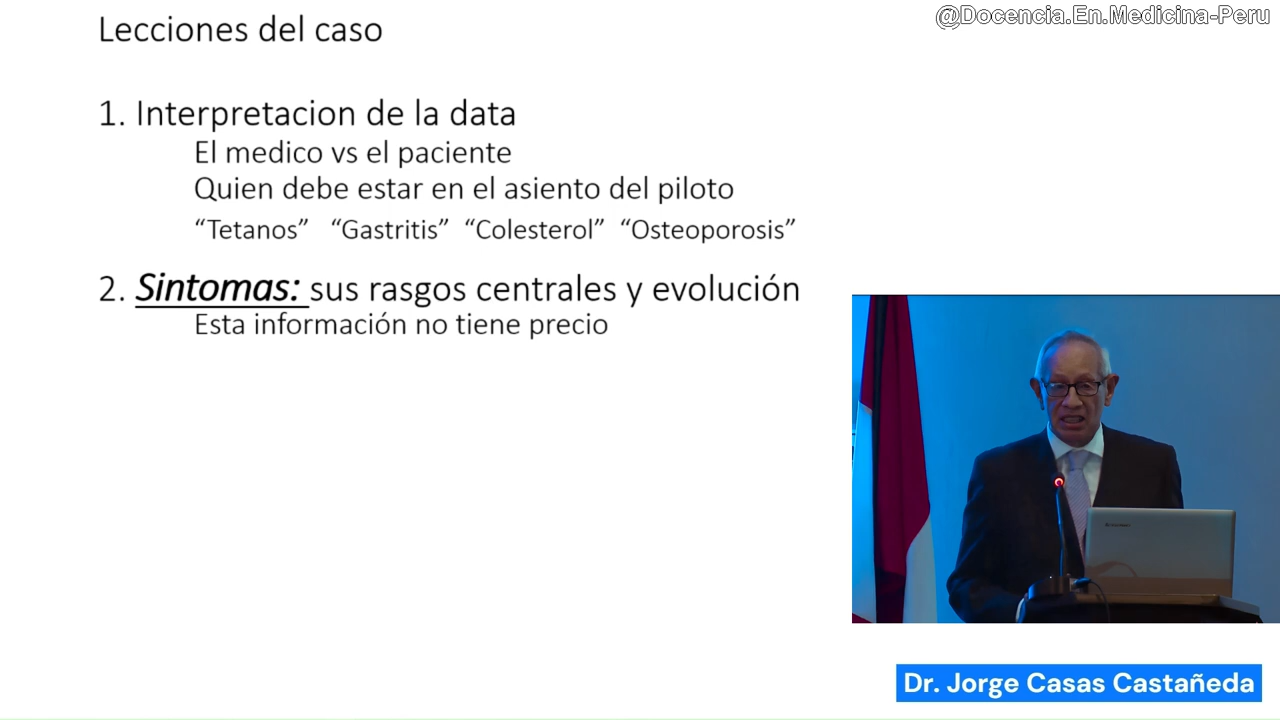 @Docencia.En.Medicina-Peru
Lecciones del caso
1. Interpretacion de la data
El medico vs el paciente
Quien debe estar en el asiento del piloto
“Tetanos” “Gastritis” “Colesterol” “Osteoporosis”
2. Sintomas: sus rasgos centrales y evolución
Esta información no tiene precio
Dr. Jorge Casas Castañeda